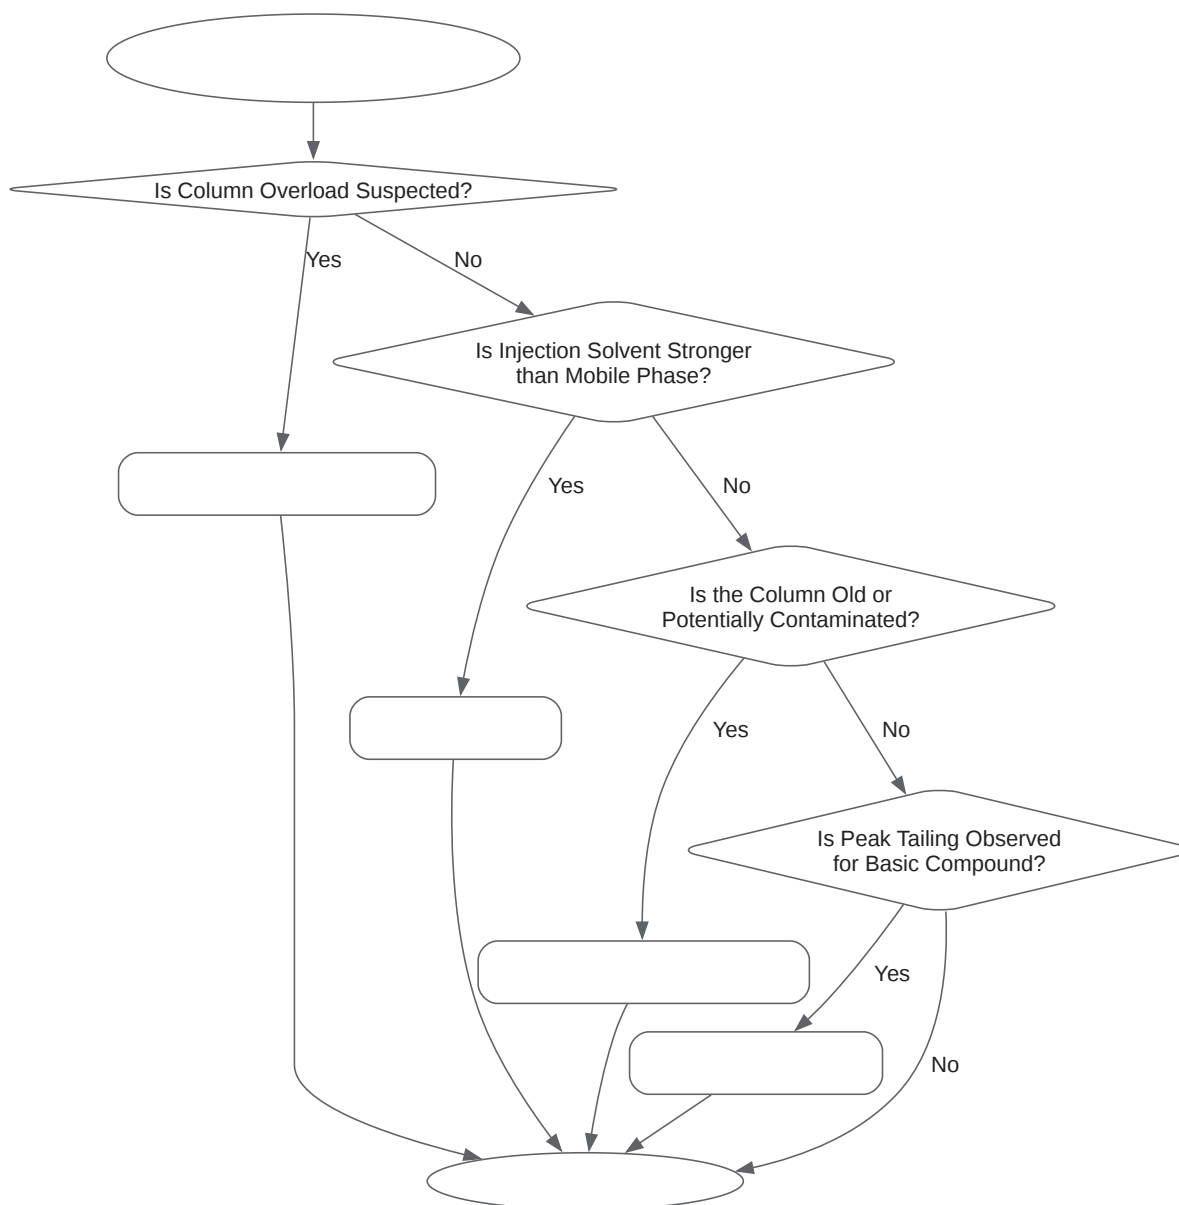 Is Column Overload Suspected?
Yes
No
Is Injection Solvent Stronger
than Mobile Phase?
Yes
No
Is the Column Old or
Potentially Contaminated?
Yes
No
Is Peak Tailing Observed
for Basic Compound?
Yes
No